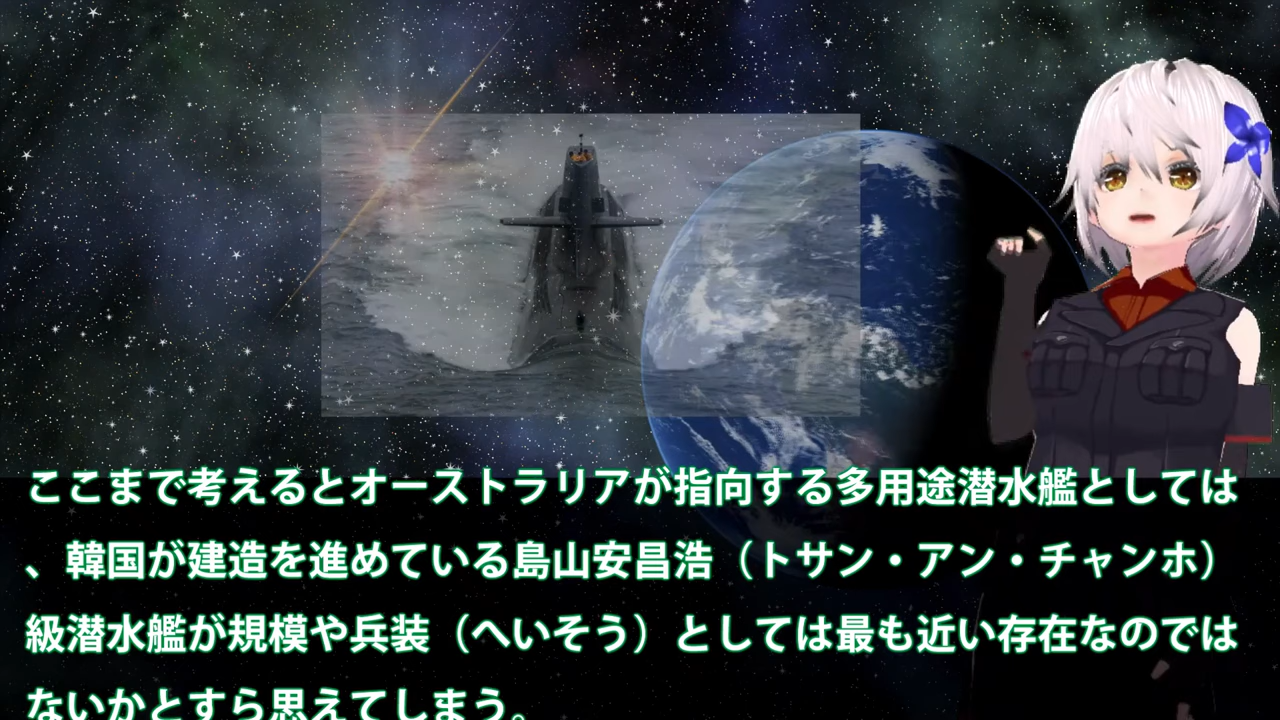 ここまで考えるとオーストラリアが指向する多用途潜水艦としては
、韓国が建造を進めている島山安昌浩（トサン・アン・チャンホ）
級潜水艦が規模や兵装（へいそう）としては最も近い存在なのでは
ないかとすら思えてしまう。